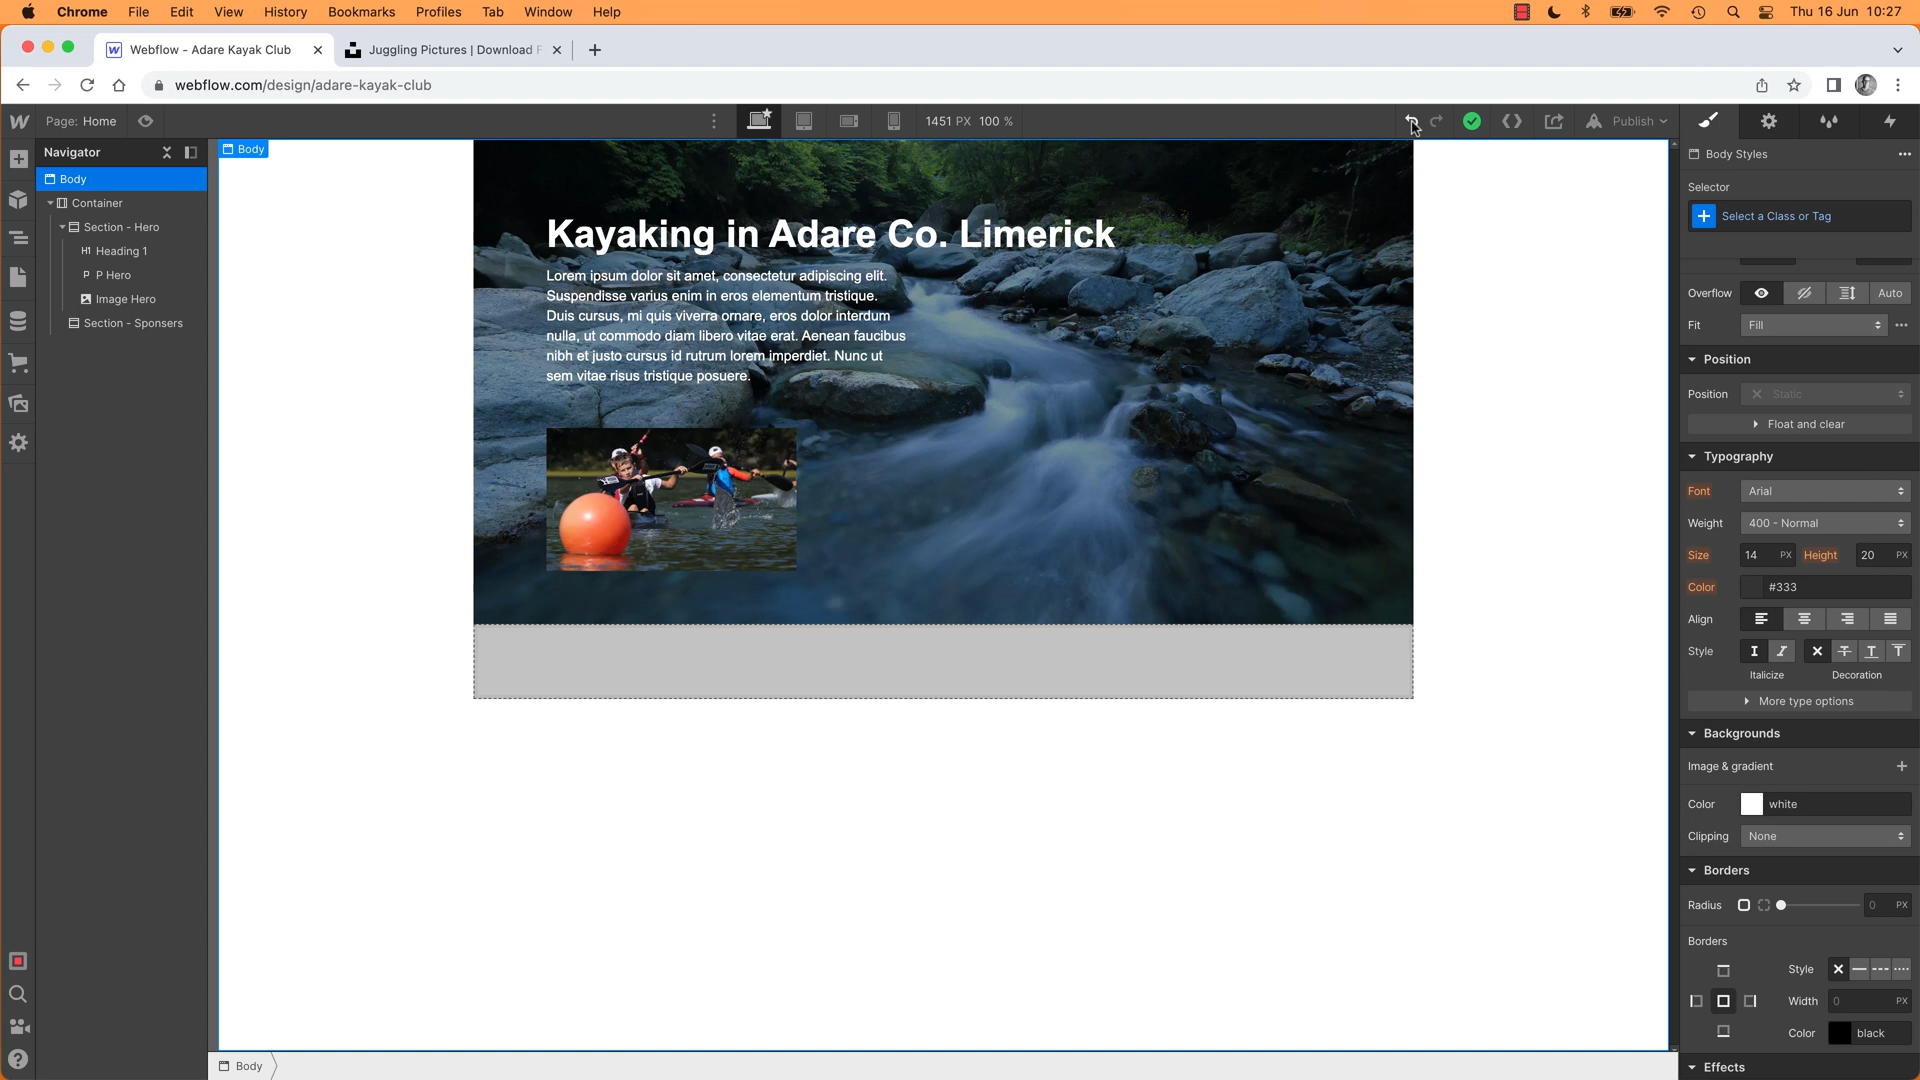 Chrome File Edit View History Bookmarks Profiles Tab Window Help Thu 16 Jun 10:27
Webflow - Adare Kayak Club
Juggling Pictures | Download F
webflow.com/design/adare-kayak-club
Page: Home
1451 PX 100 %
Publish
Navigator
Body
Container
Section - Hero
H1 Heading 1
P P Hero
Image Hero
Section - Sponsers
Body
Kayaking in Adare Co. Limerick
Lorem ipsum dolor sit amet, consectetur adipiscing elit.
Suspendisse varius enim in eros elementum tristique.
Duis cursus, mi quis viverra ornare, eros dolor interdum
nulla, ut commodo diam libero vitae erat. Aenean faucibus
nibh et justo cursus id rutrum lorem imperdiet. Nunc ut
sem vitae risus tristique posuere.
Body
Body Styles
Selector
Select a Class or Tag
Overflow Auto
Fit Fill
Position
Position Static
Float and clear
Typography
Font Arial
Weight 400 - Normal
Size 14 PX Height 20 PX
Color #333
Align
Style
Italicize Decoration
More type options
Backgrounds
Image & gradient
Color white
Clipping None
Borders
Radius 0 PX
Borders
Style
Width 0 PX
Color black
Effects